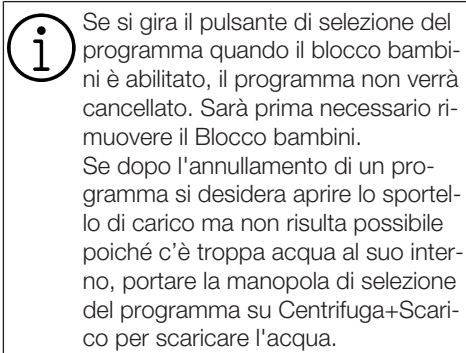 Se si gira il pulsante di selezione del
programma quando il blocco bambi-
ni è abilitato, il programma non verrà
cancellato. Sarà prima necessario ri-
muovere il Blocco bambini.
Se dopo l'annullamento di un pro-
gramma si desidera aprire lo sportel-
lo di carico ma non risulta possibile
poiché c’è troppa acqua al suo inter-
no, portare la manopola di selezione
del programma su Centrifuga+Scari-
co per scaricare l'acqua.